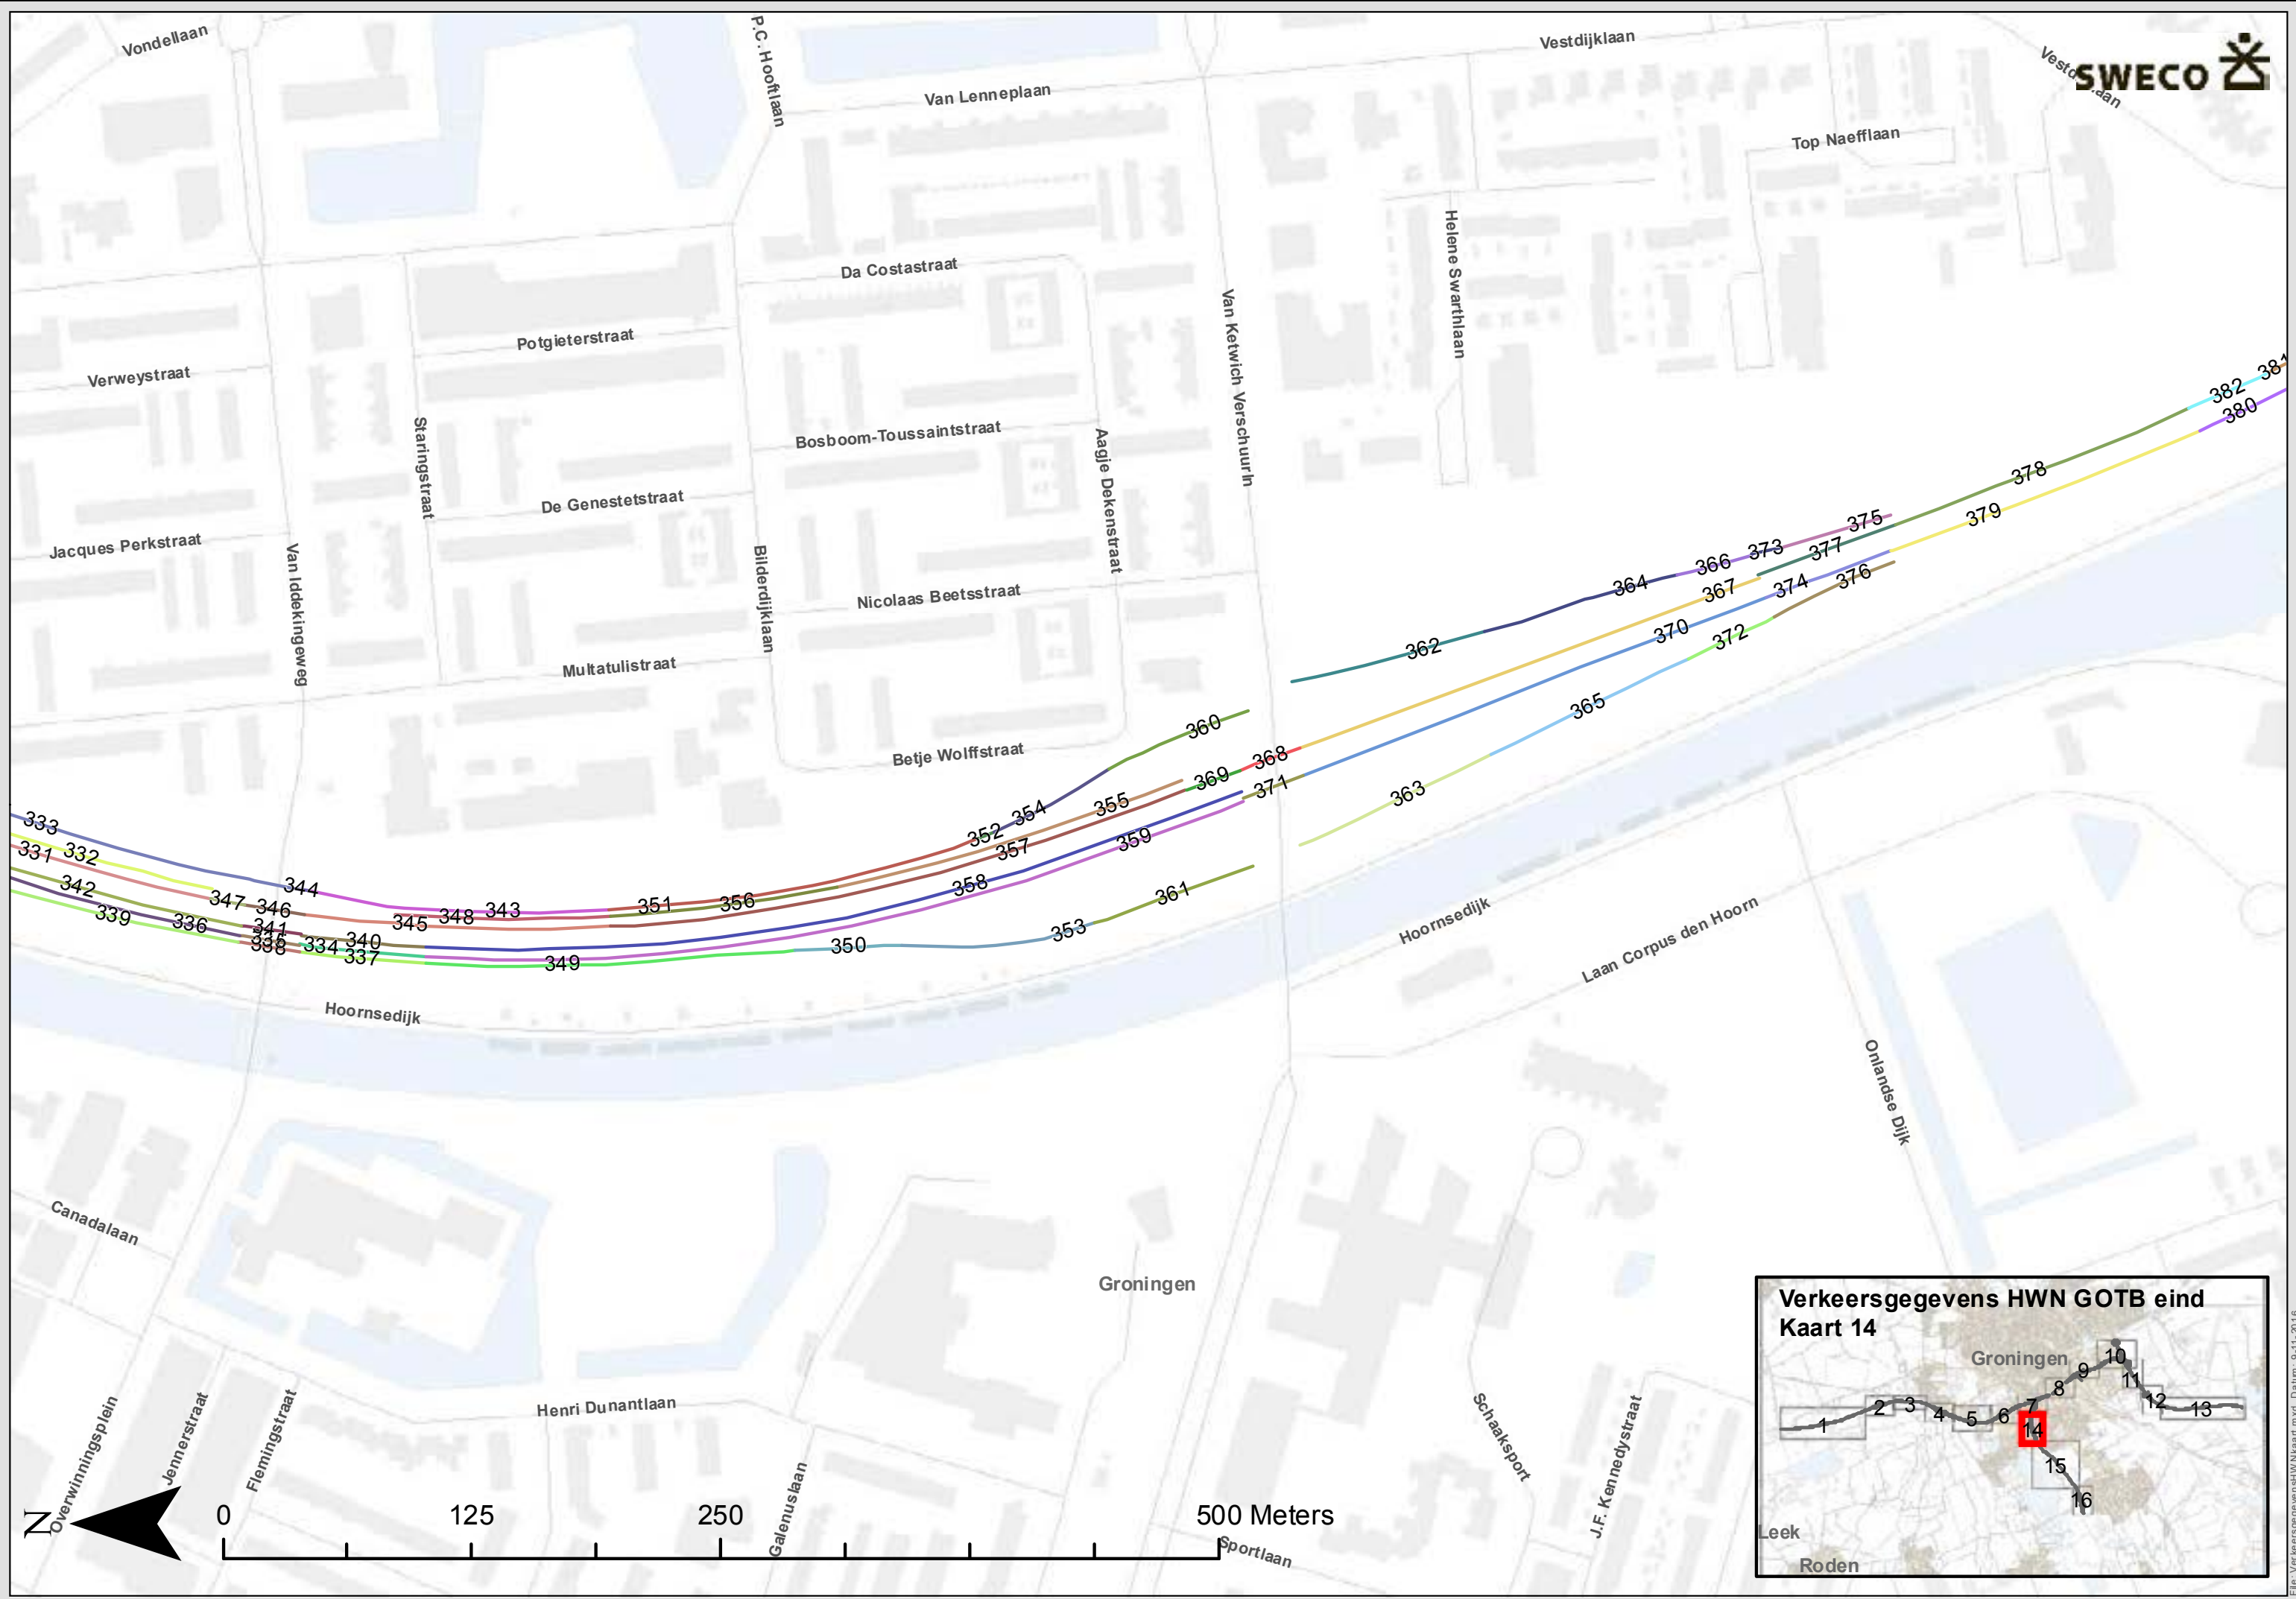 Vondellaan
P.C. Hooftlaan
Van Lenneplaan
Vestdijklaan
SWECO
Top Naefflaan
Helene Swarthlaan
Da Costastraat
Van Ketwich Verschuurln
Potgieterstraat
Verweystraat
Staringstraat
Bosboom-Toussaintstraat
Aagje Dekenstraat
De Genestetstraat
Jacques Perkstraat
Van Iddekingeweg
Bilderdijklaan
Nicolaas Beetsstraat
Multatulistraat
Betje Wolffstraat
382
380
378
379
375
377
373
366
364
367
374
376
370
372
362
365
363
360
368
369
371
355
354
352
357
359
358
361
353
350
356
351
343
348
345
349
344
346
347
341
340
334
337
338
336
339
342
331
332
333
Hoornsedijk
Hoornsedijk
Laan Corpus den Hoorn
Onlandse Dijk
Canadalaan
Groningen
Henri Dunantlaan
Overwinningsplein
Jennerstraat
Flemingstraat
Galenuslaan
Schaaksport
J.F. Kennedystraat
Sportlaan
N
0 125 250 500 Meters
Verkeersgegevens HWN GOTB eind
Kaart 14
Groningen
1
2
3
4
5
6
7
8
9
10
11
12
13
14
15
16
Leek
Roden